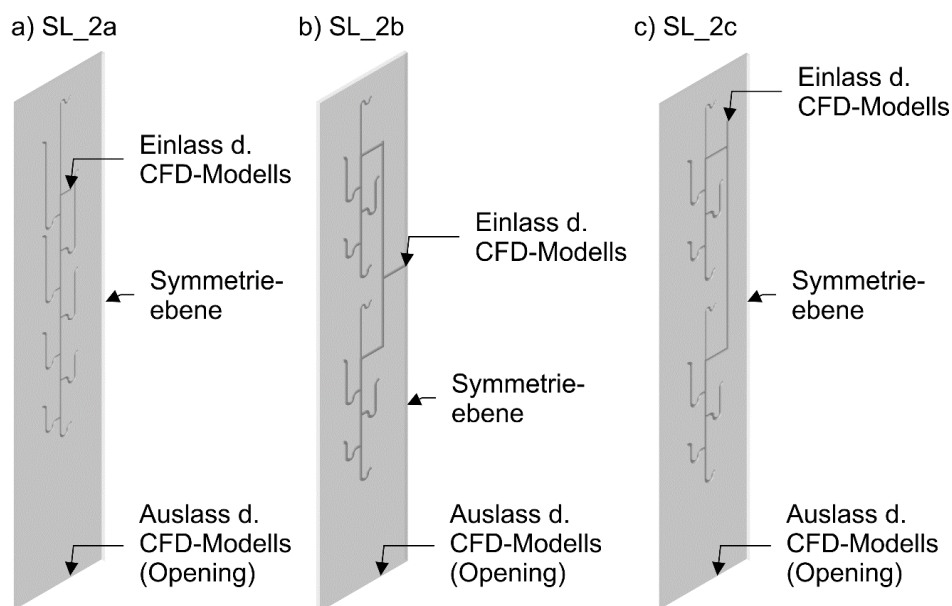 a) SL_2a
Einlass d.
CFD-Modells
Symmetrie-
ebene
Auslass d.
CFD-Modells
(Opening)
b) SL_2b
Einlass d.
CFD-Modells
Symmetrie-
ebene
Auslass d.
CFD-Modells
(Opening)
c) SL_2c
Einlass d.
CFD-Modells
Symmetrie-
ebene
Auslass d.
CFD-Modells
(Opening)